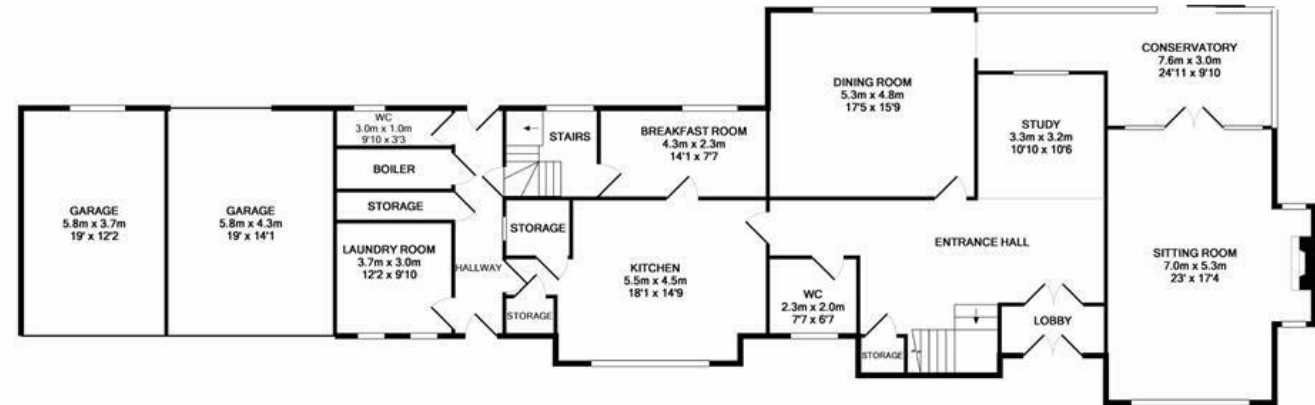 GARAGE
5.8m x 3.7m
19' x 12'2
GARAGE
5.8m x 4.3m
19' x 14'1
WC
3.0m x 1.0m
9'10 x 3'3
BOILER
STORAGE
LAUNDRY ROOM
3.7m x 3.0m
12'2 x 9'10
HALLWAY
STAIRS
BREAKFAST ROOM
4.3m x 2.3m
14'1 x 7'7
STORAGE
STORAGE
KITCHEN
5.5m x 4.5m
18'1 x 14'9
DINING ROOM
5.3m x 4.8m
17'5 x 15'9
WC
2.3m x 2.0m
7'7 x 6'7
STORAGE
ENTRANCE HALL
STUDY
3.3m x 3.2m
10'10 x 10'6
LOBBY
CONSERVATORY
7.6m x 3.0m
24'11 x 9'10
SITTING ROOM
7.0m x 5.3m
23' x 17'4